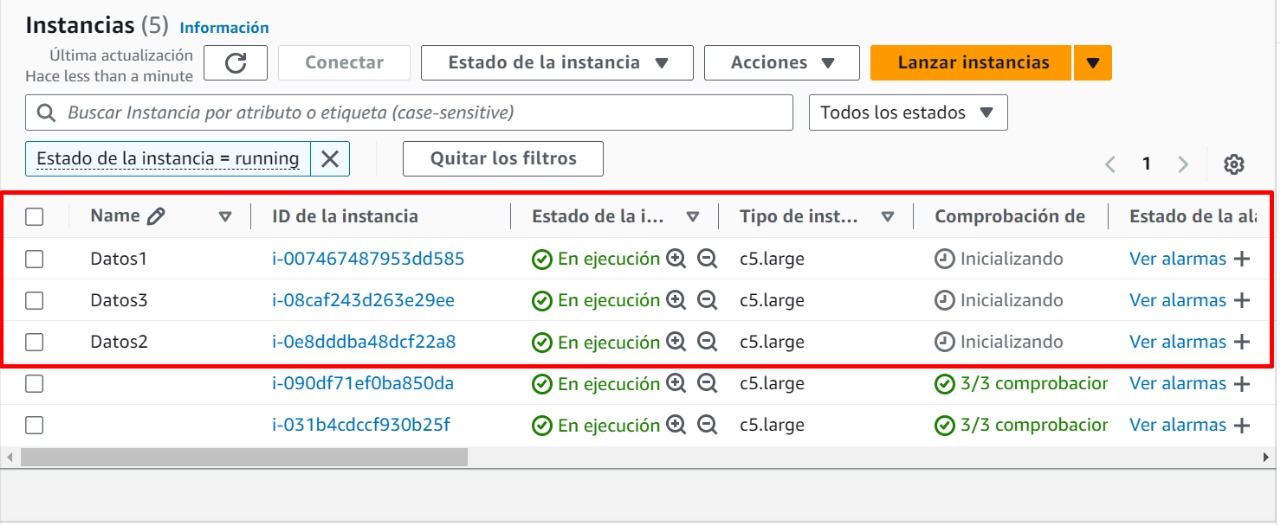 Instancias (5) Información
Última actualización
Hace less than a minute
Conectar Estado de la instancia Acciones Lanzar instancias
Buscar Instancia por atributo o etiqueta (case-sensitive) Todos los estados
Estado de la instancia = running Quitar los filtros 1
Name ID de la instancia Estado de la i... Tipo de inst... Comprobación de Estado de la ala
Datos1 i-007467487953dd585 En ejecución c5.large Inicializando Ver alarmas +
Datos3 i-08caf243d263e29ee En ejecución c5.large Inicializando Ver alarmas +
Datos2 i-0e8dddba48dcf22a8 En ejecución c5.large Inicializando Ver alarmas +
i-090df71ef0ba850da En ejecución c5.large 3/3 comprobacior Ver alarmas +
i-031b4cdccf930b25f En ejecución c5.large 3/3 comprobacior Ver alarmas +